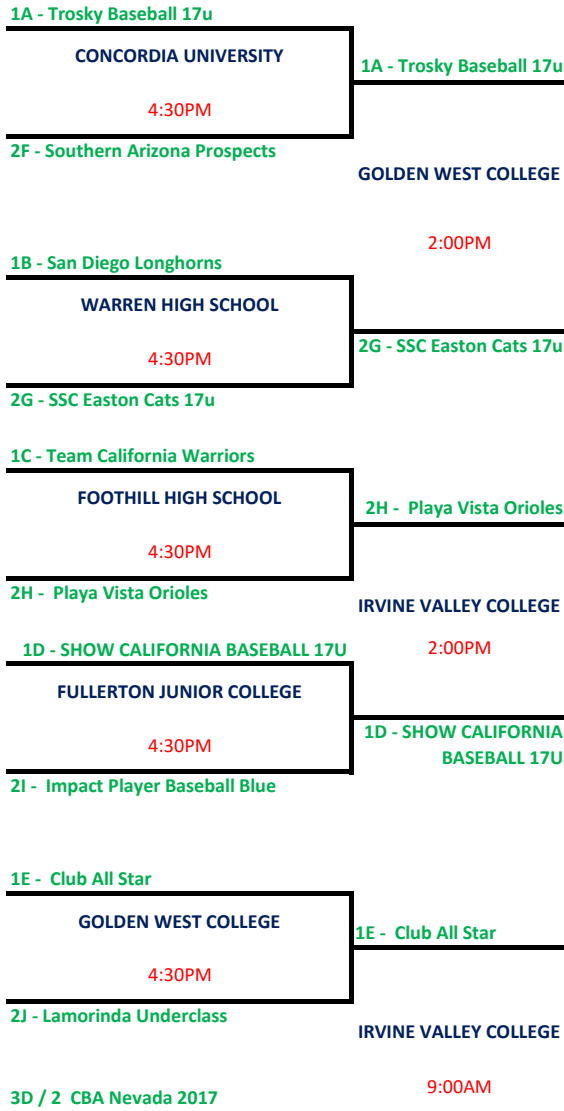 1A - Trosky Baseball 17u
CONCORDIA UNIVERSITY
1A - Trosky Baseball 17u
4:30PM
2F - Southern Arizona Prospects
GOLDEN WEST COLLEGE
2:00PM
1B - San Diego Longhorns
WARREN HIGH SCHOOL
2G - SSC Easton Cats 17u
4:30PM
2G - SSC Easton Cats 17u
1C - Team California Warriors
FOOTHILL HIGH SCHOOL
2H - Playa Vista Orioles
4:30PM
2H - Playa Vista Orioles
IRVINE VALLEY COLLEGE
1D - SHOW CALIFORNIA BASEBALL 17U
2:00PM
FULLERTON JUNIOR COLLEGE
4:30PM
1D - SHOW CALIFORNIA
BASEBALL 17U
2I - Impact Player Baseball Blue
1E - Club All Star
GOLDEN WEST COLLEGE
1E - Club All Star
4:30PM
2J - Lamorinda Underclass
IRVINE VALLEY COLLEGE
9:00AM
3D / 2 CBA Nevada 2017